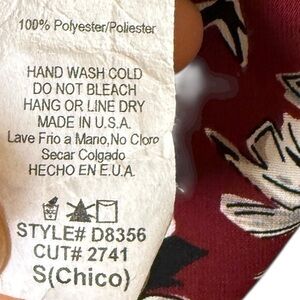 100% Polyester/Poliester
HAND WASH COLD
DO NOT BLEACH
HANG OR LINE DRY
MADE IN U.S.A.
Lave Frio a Mano,No Cloro
Secar Colgado
HECHO EN E.U.A.
STYLE# D8356
CUT# 2741
S(Chico)